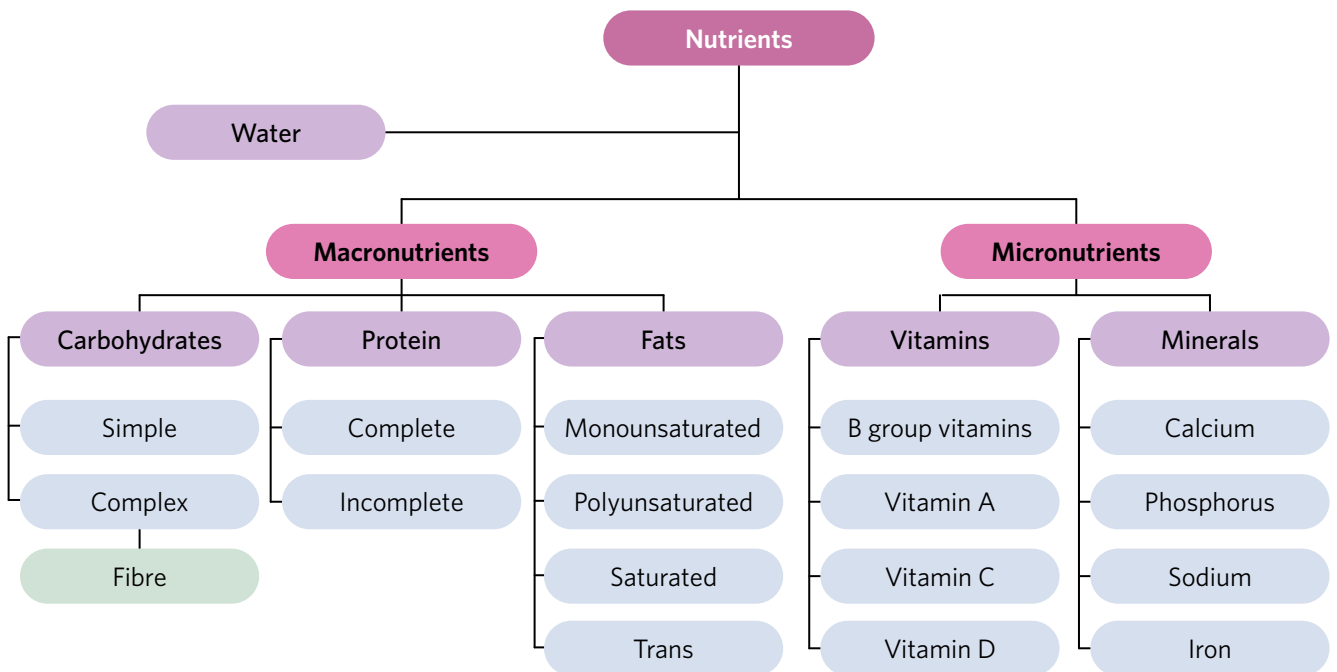 Nutrients
Water
Macronutrients
Micronutrients
Carbohydrates
Protein
Fats
Vitamins
Minerals
Simple
Complete
Monounsaturated
B group vitamins
Calcium
Complex
Incomplete
Polyunsaturated
Vitamin A
Phosphorus
Fibre
Saturated
Vitamin C
Sodium
Trans
Vitamin D
Iron